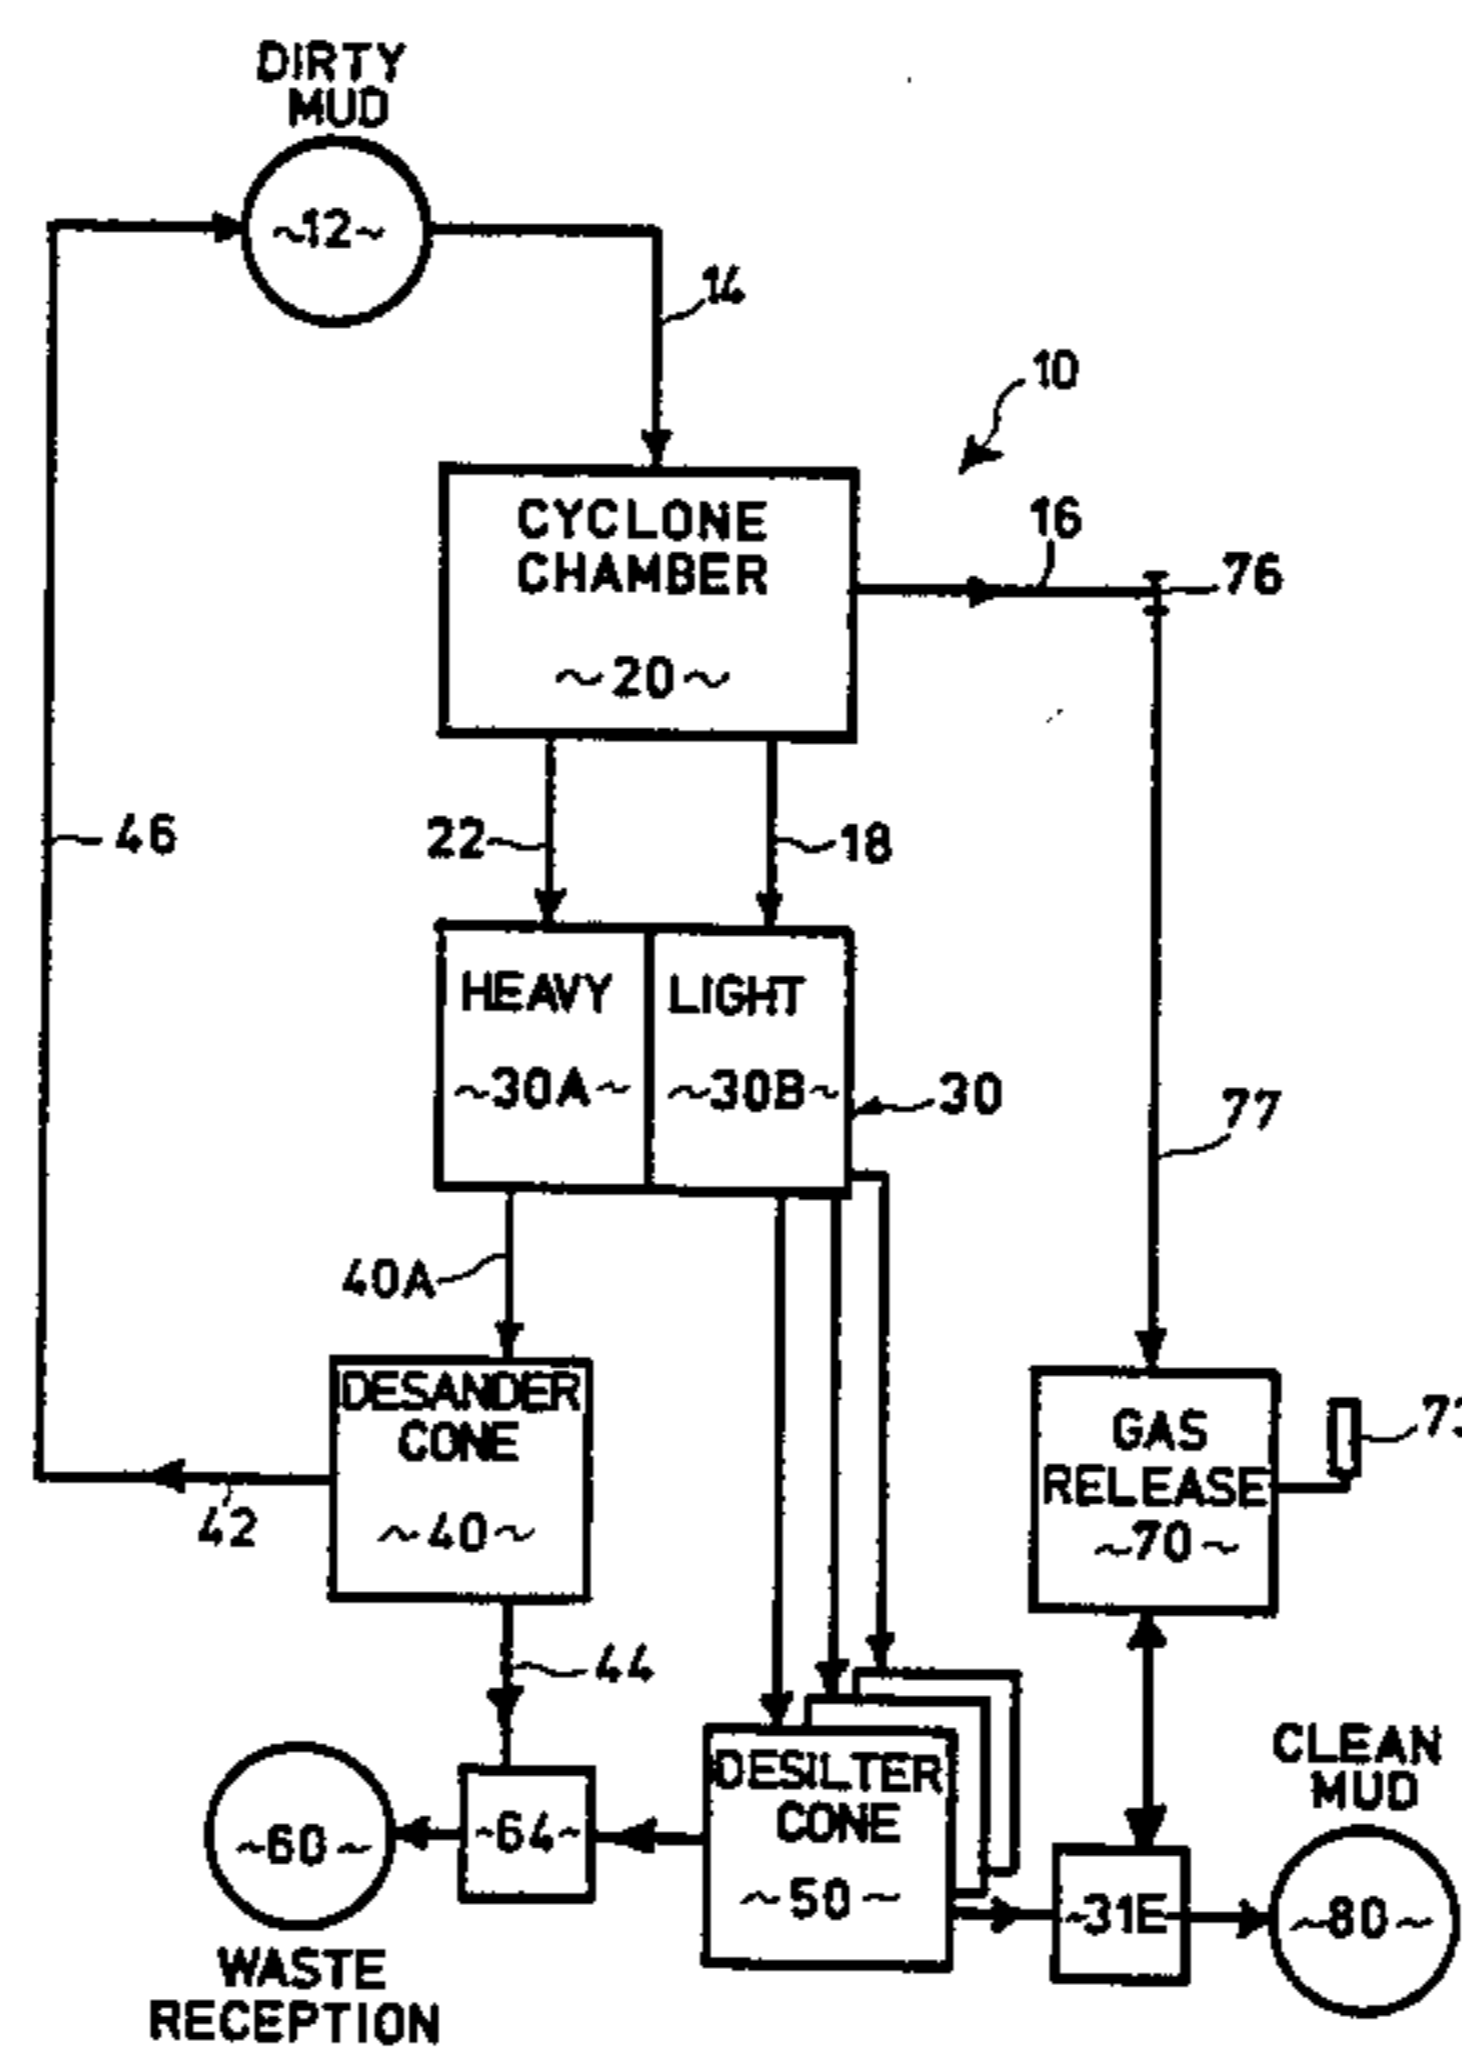 DIRTY
MUD
~12~
14
10
CYCLONE
CHAMBER
~20~
16
76
46
22
18
HEAVY
LIGHT
~30A~
~30B~
30
77
40A
DESANDER
CONE
~40~
42
GAS
RELEASE
~70~
44
DESILTER
CONE
~50~
CLEAN
MUD
~60~
~64~
~31E
~80~
WASTE
RECEPTION